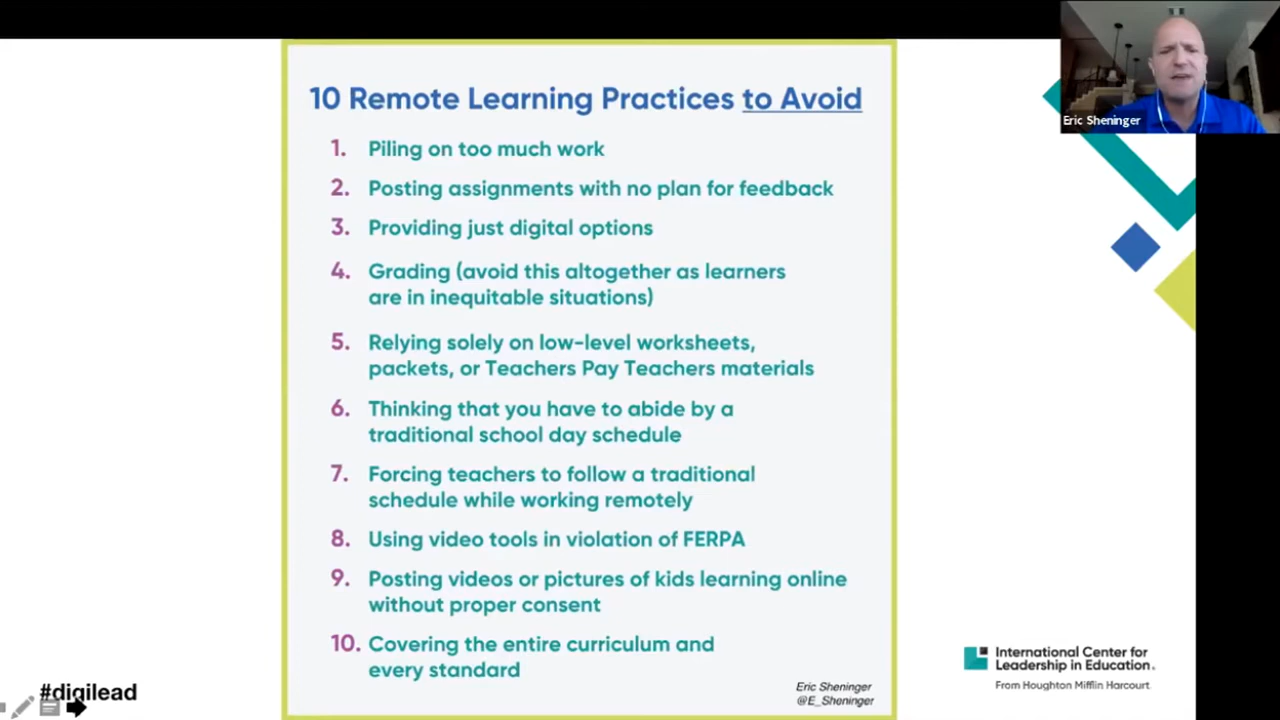 10 Remote Learning Practices to Avoid
1. Piling on too much work
2. Posting assignments with no plan for feedback
3. Providing just digital options
4. Grading (avoid this altogether as learners
are in inequitable situations)
5. Relying solely on low-level worksheets,
packets, or Teachers Pay Teachers materials
6. Thinking that you have to abide by a
traditional school day schedule
7. Forcing teachers to follow a traditional
schedule while working remotely
8. Using video tools in violation of FERPA
9. Posting videos or pictures of kids learning online
without proper consent
10. Covering the entire curriculum and
every standard
Eric Sheninger
@E_Sheninger
Eric Sheninger
International Center for
Leadership in Education.
From Houghton Mifflin Harcourt
#digilead